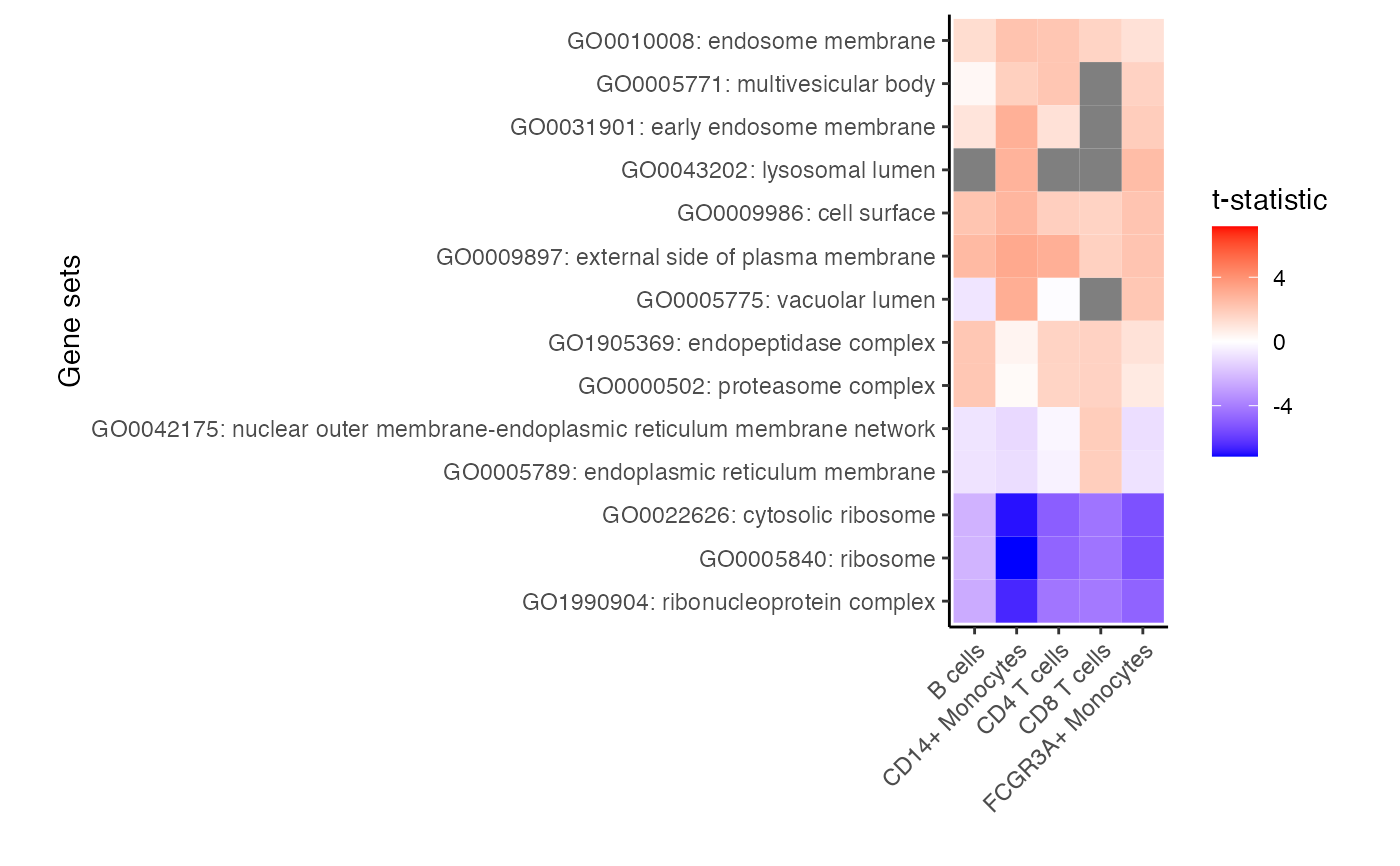 GO0010008: endosome membrane
GO0005771: multivesicular body
GO0031901: early endosome membrane
GO0043202: lysosomal lumen
GO0009986: cell surface
GO0009897: external side of plasma membrane
GO0005775: vacuolar lumen
GO1905369: endopeptidase complex
GO0000502: proteasome complex
GO0042175: nuclear outer membrane-endoplasmic reticulum membrane network
GO0005789: endoplasmic reticulum membrane
GO0022626: cytosolic ribosome
GO0005840: ribosome
GO1990904: ribonucleoprotein complex
Gene sets
B cells
CD14+ Monocytes
CD4 T cells
CD8 T cells
FCGR3A+ Monocytes
t-statistic
4
0
-4